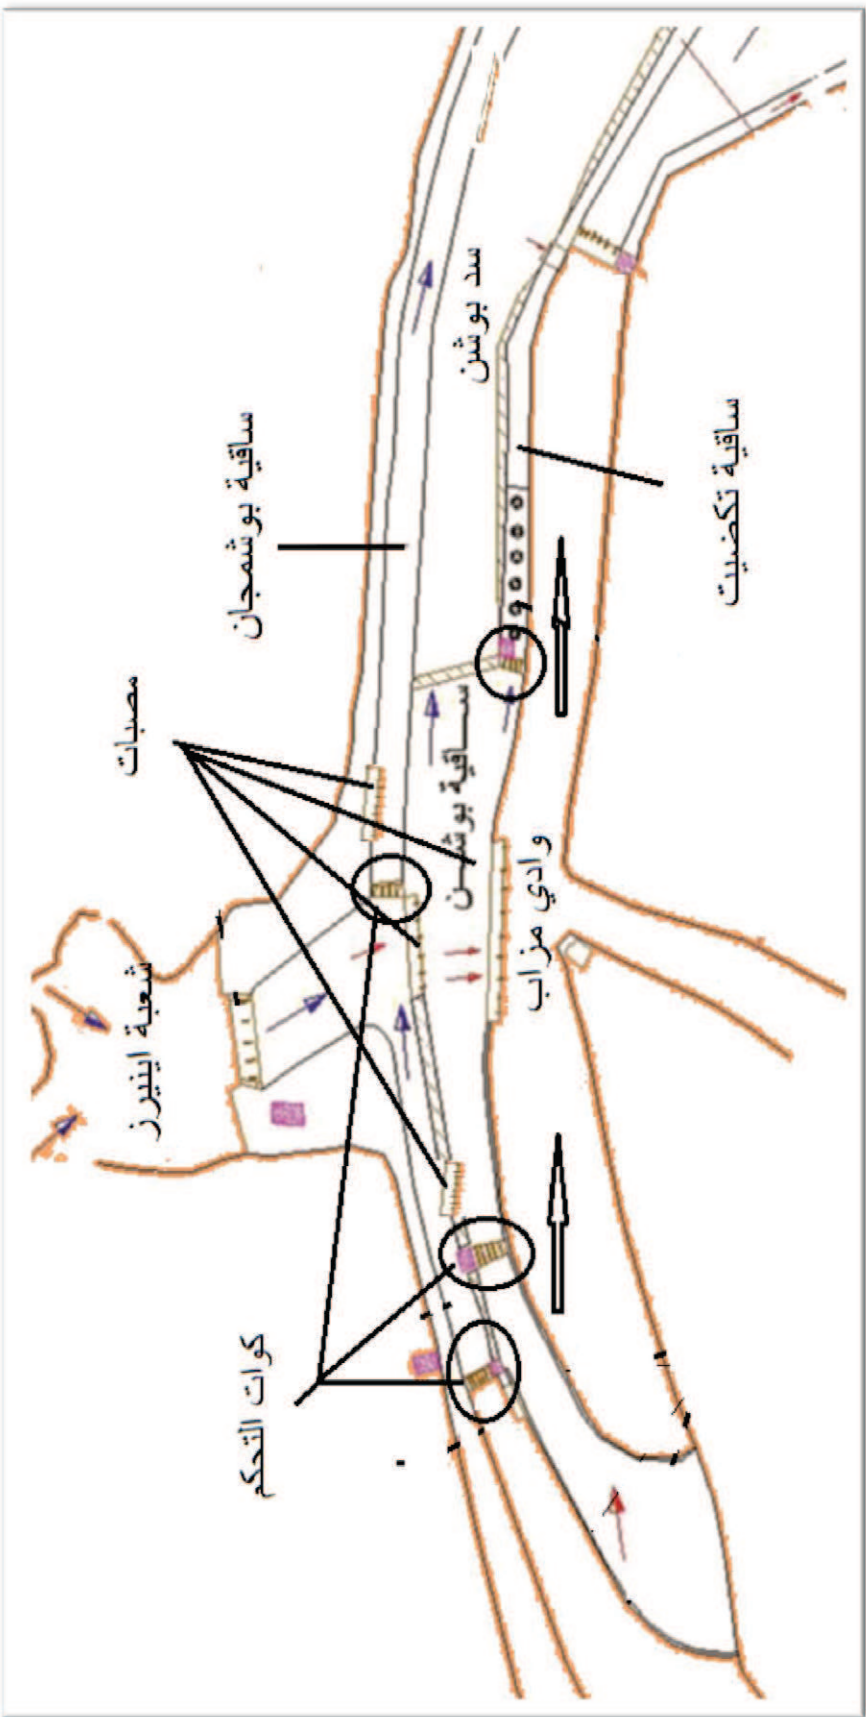 شعبة اينيرز
مصبات
ساقية بوشمجان
كوات التحكم
ساقية بوشن
سد بوشن
وادي مزاب
ساقية تكضيت